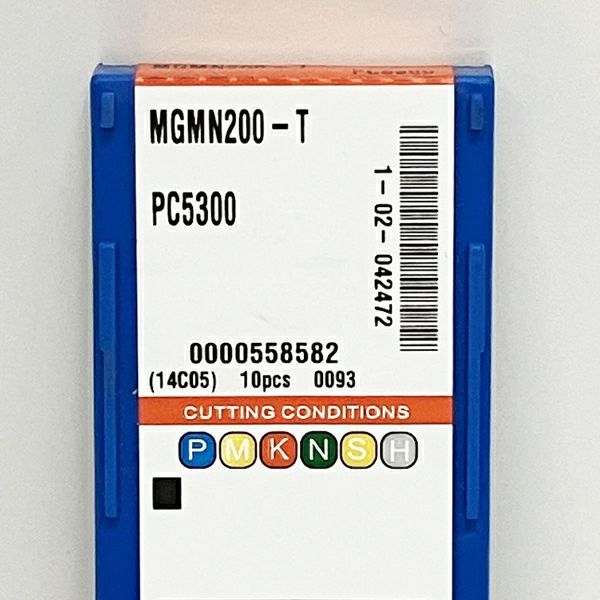 MGMN200-T
PC5300
1-02-042472
0000558582
(14C05) 10pcs 0093
CUTTING CONDITIONS
P M K N S H